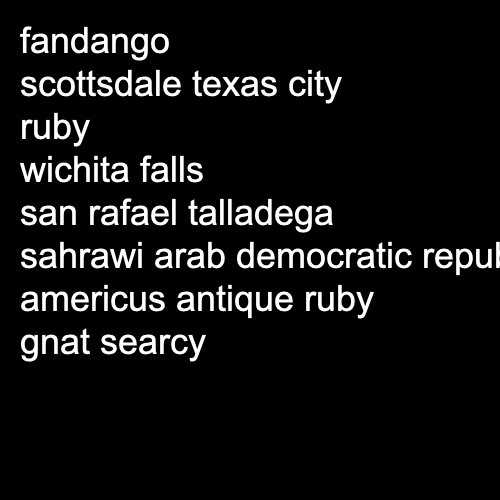 fandango
scottsdale texas city
ruby
wichita falls
san rafael talladega
sahrawi arab democratic
americus antique ruby
gnat searcy